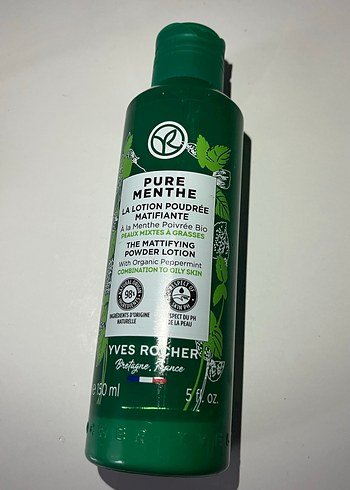 PURE
MENTHE
LA LOTION POUDRÉE
MATIFIANTE
À la Menthe Poivrée Bio
PEAUX MIXTES À GRASSES
THE MATTIFYING
POWDER LOTION
With Organic Peppermint
COMBINATION TO OILY SKIN
98%
INGRÉDIENTS D'ORIGINE
NATURELLE
RESPECT DU PH
DE LA PEAU
YVES ROCHER
Bretagne, France
e 150 ml
5 fl. oz.